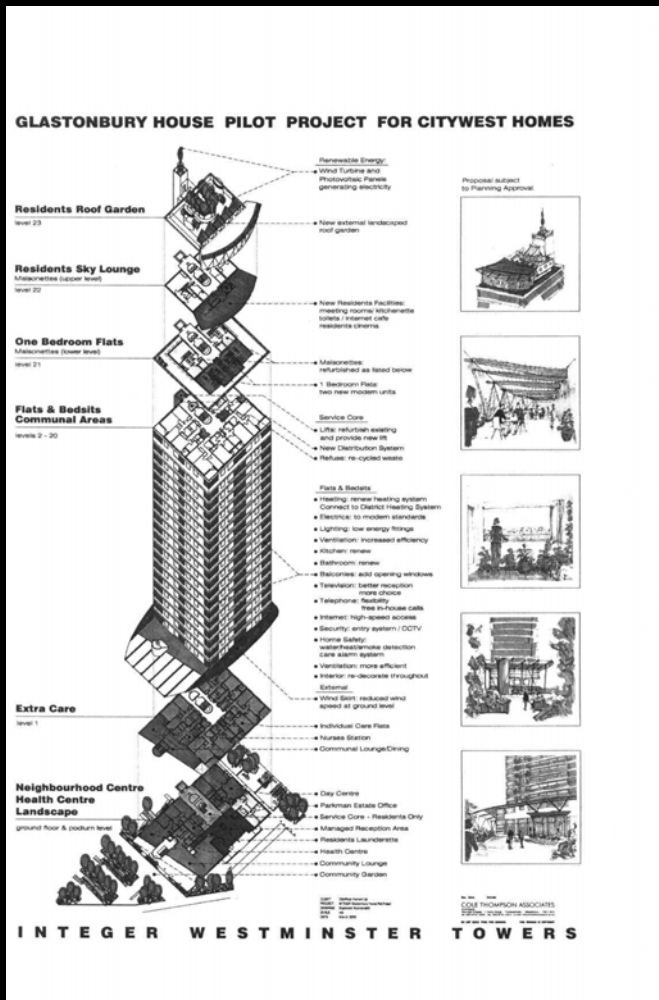 GLASTONBURY HOUSE PILOT PROJECT FOR CITYWEST HOMES
Residents Roof Garden
level 23
Residents Sky Lounge
Maisonettes (upper level)
level 22
One Bedroom Flats
Maisonettes (lower level)
level 21
Flats & Bedsits
Communal Areas
levels 2 - 20
Extra Care
level 1
Neighbourhood Centre
Health Centre
Landscape
ground floor & podium level
Renewable Energy:
Wind Turbine and
Photovoltaic Panels
generating electricity
New external landscaped
roof garden
New Residents Facilities:
meeting rooms/ kitchenette
toilets / internet cafe
residents cinema
Maisonettes:
refurbished as listed below
1 Bedroom Flats:
two new modern units
Service Core
Lifts: refurbish existing
and provide new lift
New Distribution System
Refuse: re-cycled waste
Flats & Bedsits
Heating: renew heating system
Connect to District Heating System
Electrics: to modern standards
Lighting: low energy fittings
Ventilation: increased efficiency
Kitchen: renew
Bathroom: renew
Balconies: add opening windows
Television: better reception
more choice
Telephone: flexibility
free in-house calls
Internet: high-speed access
Security: entry system / CCTV
Home Safety:
water/heat/smoke detection
care alarm system
Ventilation: more efficient
Interior: re-decorate throughout
External
Wind Skirt: reduced wind
speed at ground level
Individual Care Flats
Nurses Station
Communal Lounge/Dining
Day Centre
Parkman Estate Office
Service Core - Residents Only
Managed Reception Area
Residents Launderette
Health Centre
Community Lounge
Community Garden
Proposal subject
to Planning Approval
COLE THOMPSON ASSOCIATES
INTEGER WESTMINSTER TOWERS